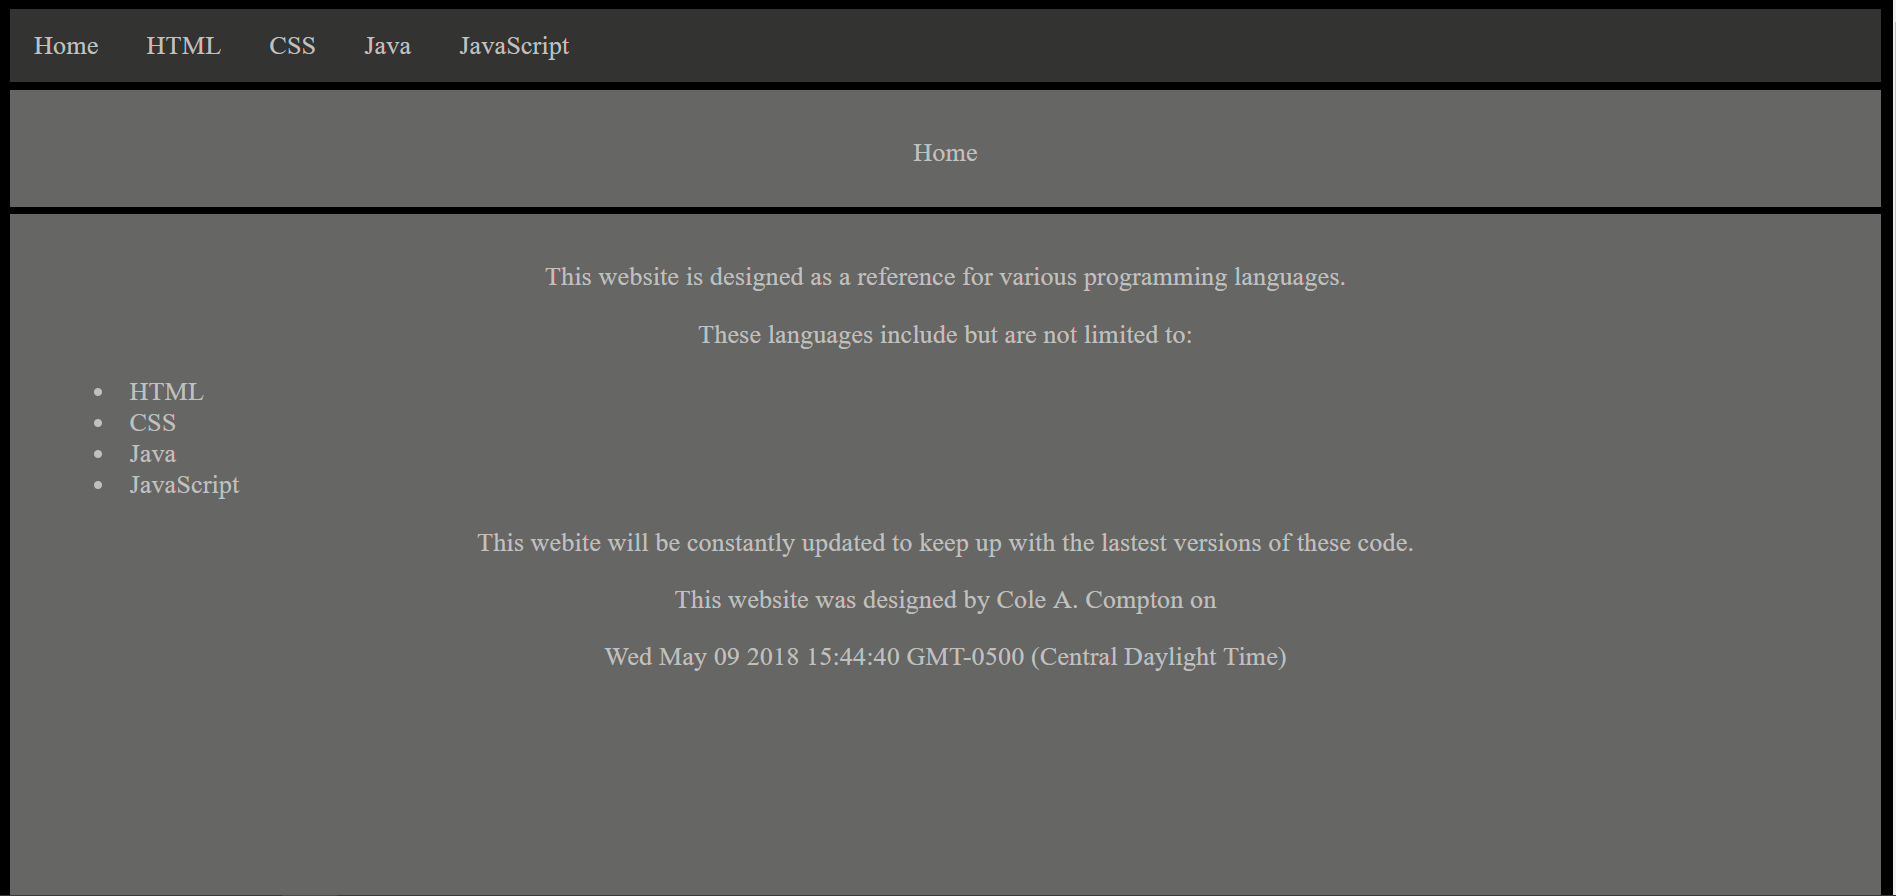 Home HTML CSS Java JavaScript
Home
This website is designed as a reference for various programming languages.
These languages include but are not limited to:
• HTML
• CSS
• Java
• JavaScript
This webite will be constantly updated to keep up with the lastest versions of these code.
This website was designed by Cole A. Compton on
Wed May 09 2018 15:44:40 GMT-0500 (Central Daylight Time)